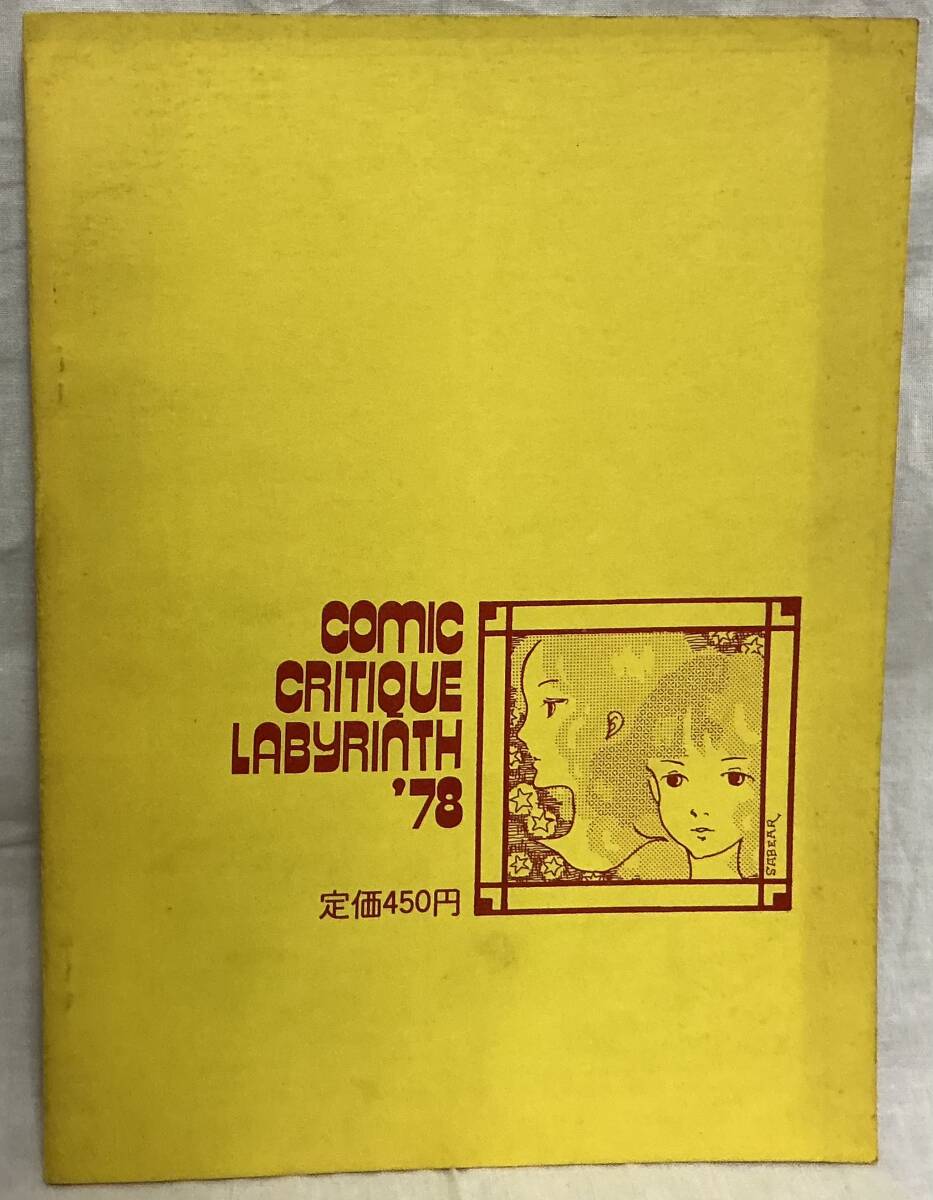 COMIC
CRITIQUE
LABYRINTH
'78
定価450円
SABEAR